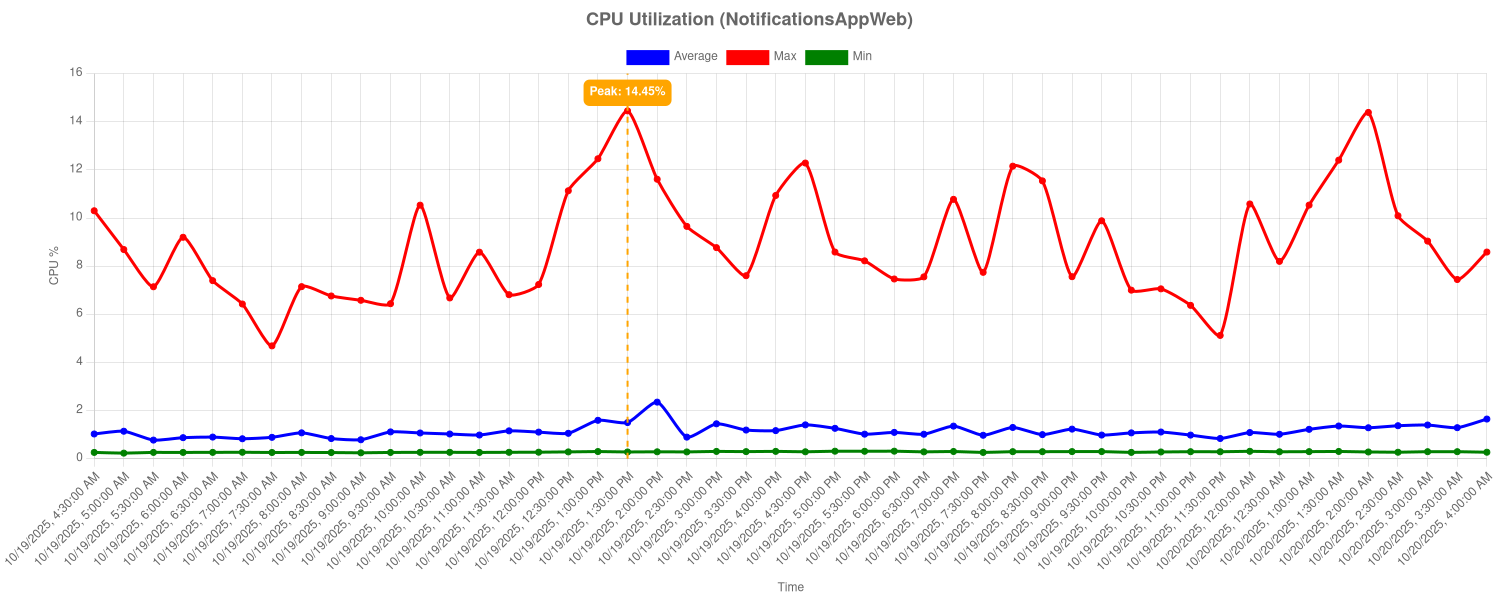 CPU Utilization (NotificationsAppWeb)
Average Max Min
Peak: 14.45%
16
14
12
10
8
6
4
2
0
CPU %
10/19/2025, 4:30:00 AM
10/19/2025, 5:00:00 AM
10/19/2025, 5:30:00 AM
10/19/2025, 6:00:00 AM
10/19/2025, 6:30:00 AM
10/19/2025, 7:00:00 AM
10/19/2025, 7:30:00 AM
10/19/2025, 8:00:00 AM
10/19/2025, 8:30:00 AM
10/19/2025, 9:00:00 AM
10/19/2025, 9:30:00 AM
10/19/2025, 10:00:00 AM
10/19/2025, 10:30:00 AM
10/19/2025, 11:00:00 AM
10/19/2025, 11:30:00 AM
10/19/2025, 12:00:00 PM
10/19/2025, 12:30:00 PM
10/19/2025, 1:00:00 PM
10/19/2025, 1:30:00 PM
10/19/2025, 2:00:00 PM
10/19/2025, 2:30:00 PM
10/19/2025, 3:00:00 PM
10/19/2025, 3:30:00 PM
10/19/2025, 4:00:00 PM
10/19/2025, 4:30:00 PM
10/19/2025, 5:00:00 PM
10/19/2025, 5:30:00 PM
10/19/2025, 6:00:00 PM
10/19/2025, 6:30:00 PM
10/19/2025, 7:00:00 PM
10/19/2025, 7:30:00 PM
10/19/2025, 8:00:00 PM
10/19/2025, 8:30:00 PM
10/19/2025, 9:00:00 PM
10/19/2025, 9:30:00 PM
10/19/2025, 10:00:00 PM
10/19/2025, 10:30:00 PM
10/19/2025, 11:00:00 PM
10/19/2025, 11:30:00 PM
10/20/2025, 12:00:00 AM
10/20/2025, 12:30:00 AM
10/20/2025, 1:00:00 AM
10/20/2025, 1:30:00 AM
10/20/2025, 2:00:00 AM
10/20/2025, 2:30:00 AM
10/20/2025, 3:00:00 AM
10/20/2025, 3:30:00 AM
10/20/2025, 4:00:00 AM
Time